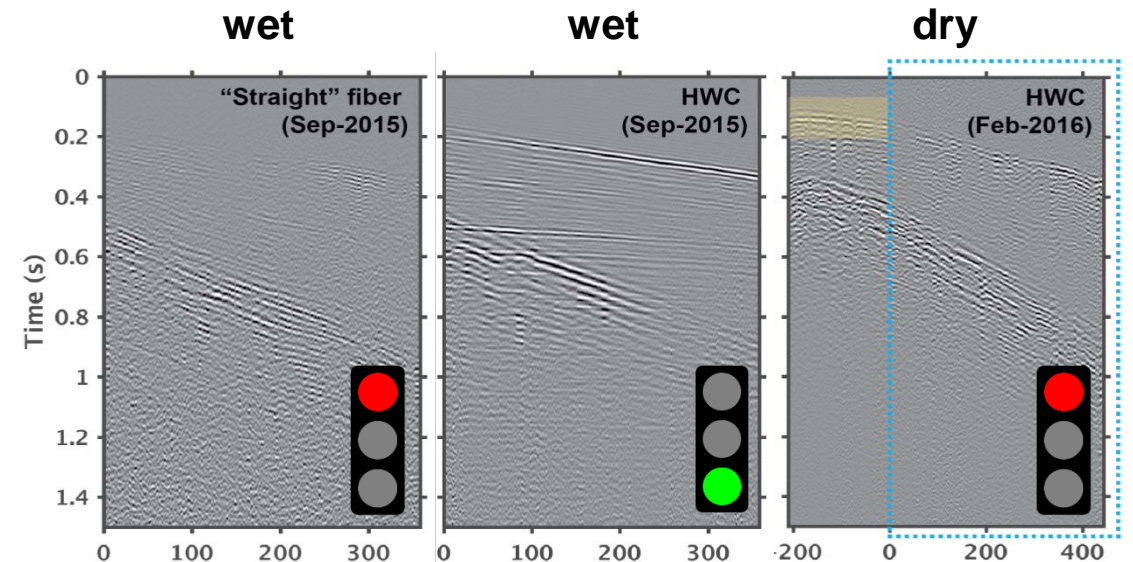 wet
wet
dry
“Straight” fiber
(Sep-2015)
HWC
(Sep-2015)
HWC
(Feb-2016)
Time (s)
0
0.2
0.4
0.6
0.8
1
1.2
1.4
0 100 200 300
0 100 200 300
-200 0 200 400